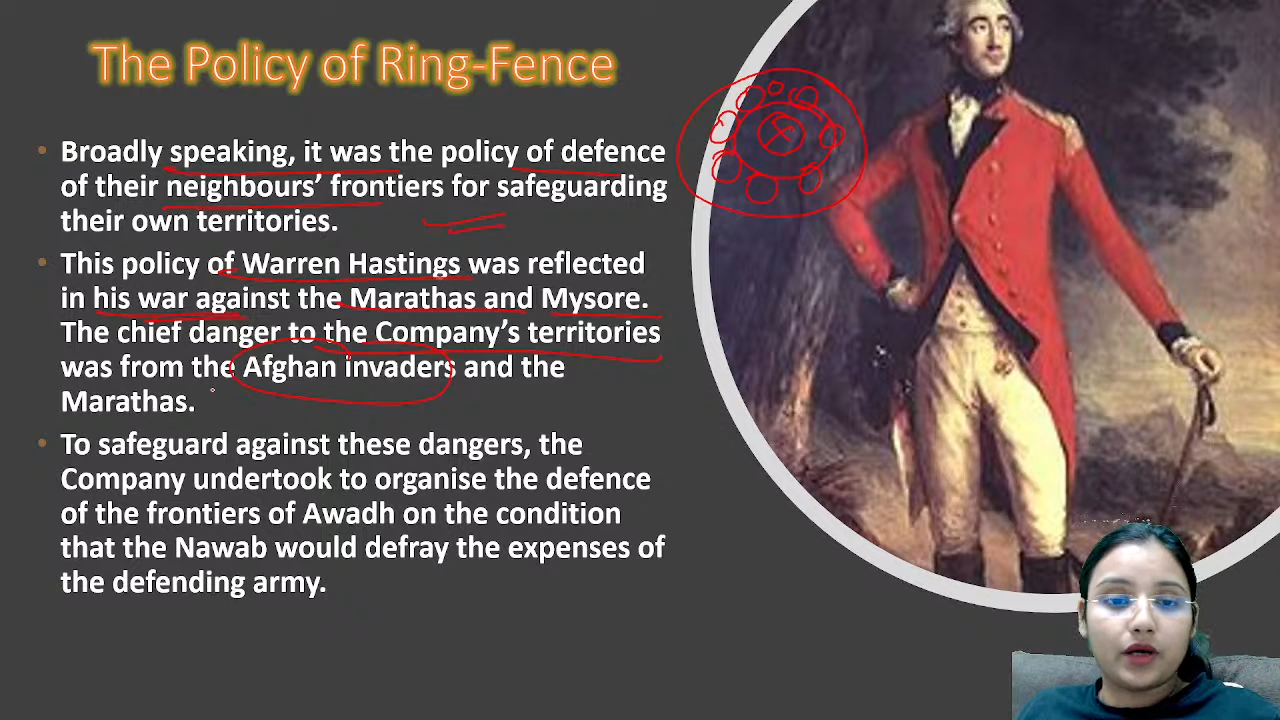 The Policy of Ring-Fence
• Broadly speaking, it was the policy of defence
of their neighbours’ frontiers for safeguarding
their own territories.
• This policy of Warren Hastings was reflected
in his war against the Marathas and Mysore.
The chief danger to the Company’s territories
was from the Afghan invaders and the
Marathas.
• To safeguard against these dangers, the
Company undertook to organise the defence
of the frontiers of Awadh on the condition
that the Nawab would defray the expenses of
the defending army.